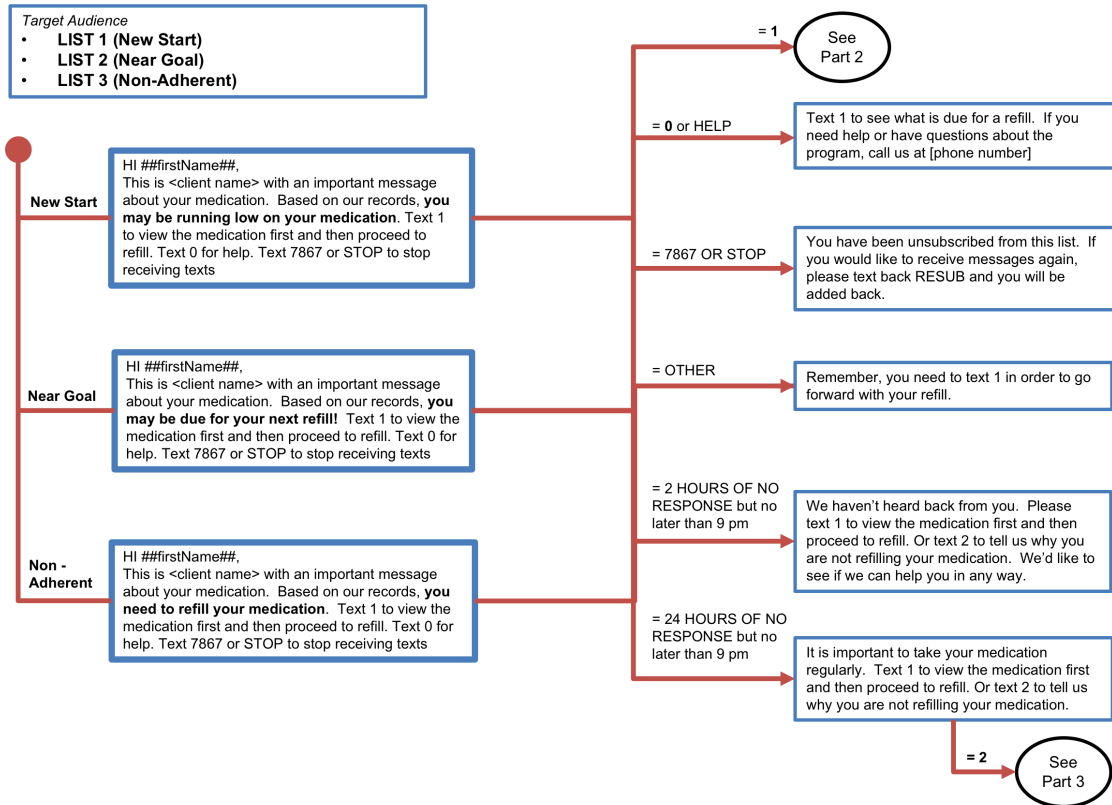 Target Audience
• LIST 1 (New Start)
• LIST 2 (Near Goal)
• LIST 3 (Non-Adherent)
New Start
HI ##firstName##,
This is <client name> with an important message
about your medication.  Based on our records, you
may be running low on your medication. Text 1
to view the medication first and then proceed to
refill. Text 0 for help. Text 7867 or STOP to stop
receiving texts
Near Goal
HI ##firstName##,
This is <client name> with an important message
about your medication.  Based on our records, you
may be due for your next refill!  Text 1 to view the
medication first and then proceed to refill. Text 0 for
help. Text 7867 or STOP to stop receiving texts
Non -
Adherent
HI ##firstName##,
This is <client name> with an important message
about your medication.  Based on our records, you
need to refill your medication.  Text 1 to view the
medication first and then proceed to refill. Text 0 for
help. Text 7867 or STOP to stop receiving texts
= 1
See
Part 2
= 0 or HELP
Text 1 to see what is due for a refill.  If you
need help or have questions about the
program, call us at [phone number]
= 7867 OR STOP
You have been unsubscribed from this list.  If
you would like to receive messages again,
please text back RESUB and you will be
added back.
= OTHER
Remember, you need to text 1 in order to go
forward with your refill.
= 2 HOURS OF NO
RESPONSE but no
later than 9 pm
We haven't heard back from you.  Please
text 1 to view the medication first and then
proceed to refill. Or text 2 to tell us why you
are not refilling your medication.  We'd like to
see if we can help you in any way.
= 24 HOURS OF NO
RESPONSE but no
later than 9 pm
It is important to take your medication
regularly.  Text 1 to view the medication first
and then proceed to refill. Or text 2 to tell us
why you are not refilling your medication.
= 2
See
Part 3